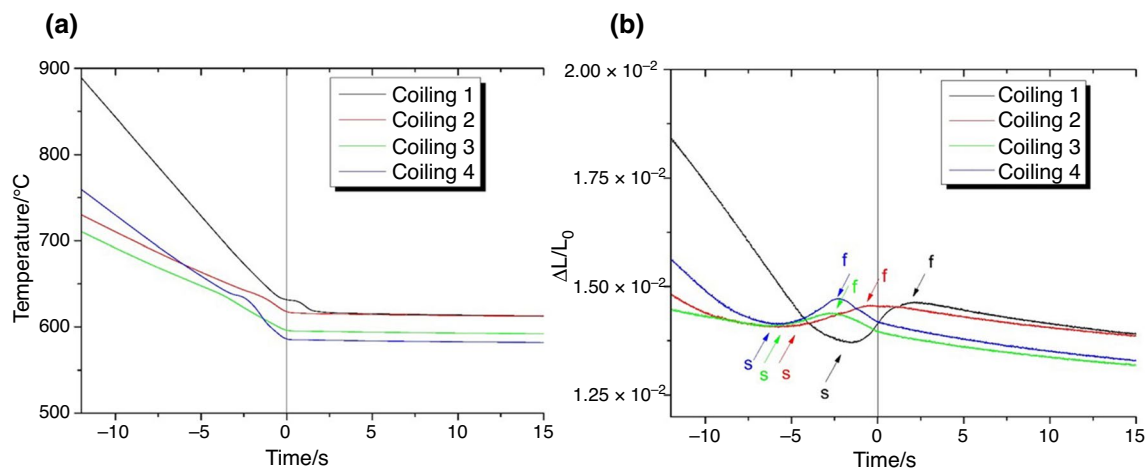 (a)
900
800
700
600
500
Temperature/°C
−10
−5
0
5
10
15
Time/s
Coiling 1
Coiling 2
Coiling 3
Coiling 4
(b)
2.00 × 10⁻²
1.75 × 10⁻²
1.50 × 10⁻²
1.25 × 10⁻²
ΔL/L₀
−10
−5
0
5
10
15
Time/s
Coiling 1
Coiling 2
Coiling 3
Coiling 4
f
f
f
f
s
s
s
s